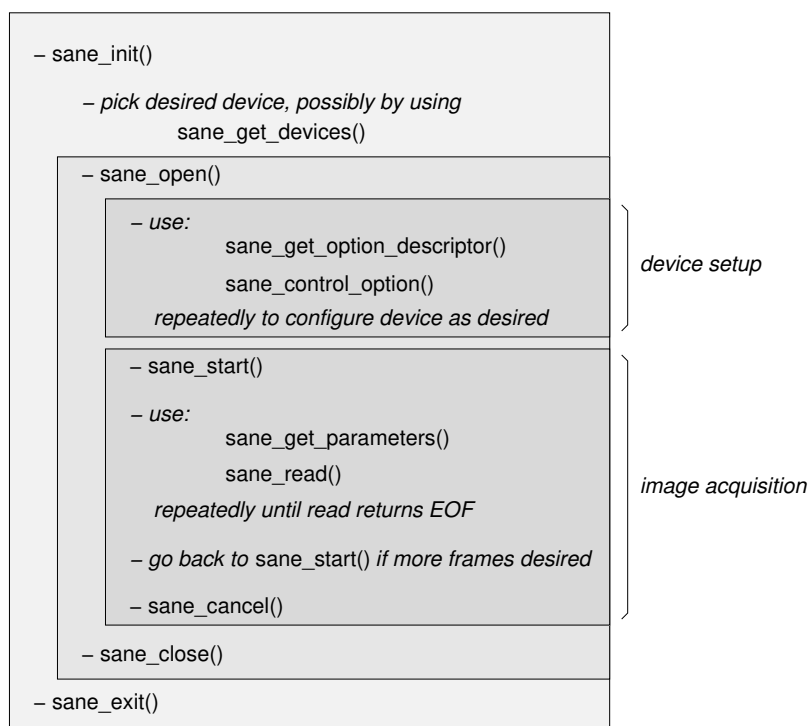 – sane_init()
– pick desired device, possibly by using
sane_get_devices()
– sane_open()
– use:
sane_get_option_descriptor()
sane_control_option()
repeatedly to configure device as desired
device setup
– sane_start()
– use:
sane_get_parameters()
sane_read()
repeatedly until read returns EOF
– go back to sane_start() if more frames desired
– sane_cancel()
image acquisition
– sane_close()
– sane_exit()